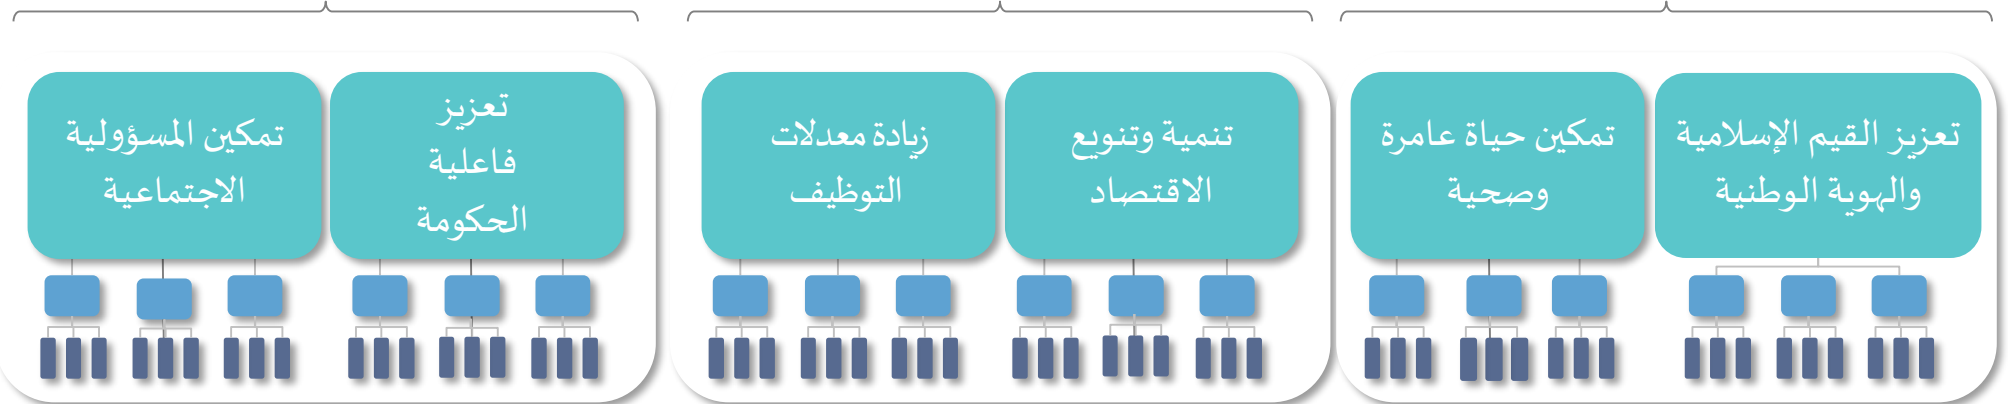 تعزيز القيم الإسلامية
والهوية الوطنية
تمكين حياة عامرة
وصحية
تنمية وتنويع
الاقتصاد
زيادة معدلات
التوظيف
تعزيز
فاعلية
الحكومة
تمكين المسؤولية
الاجتماعية